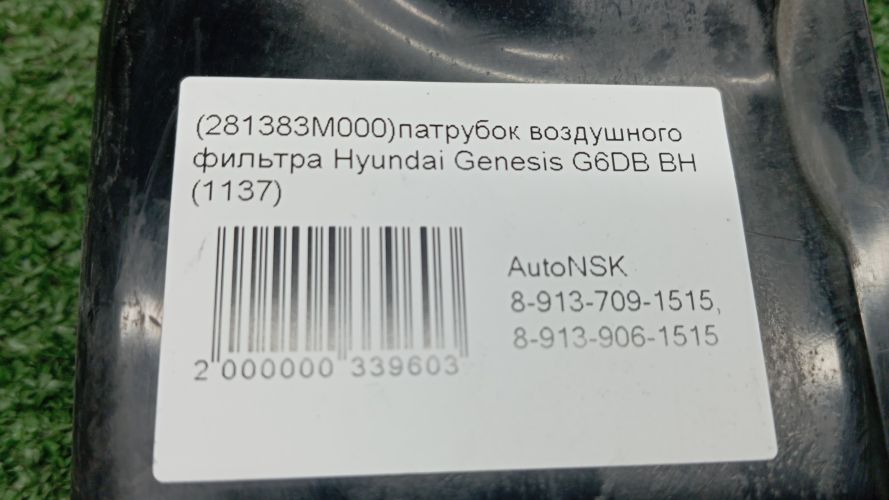 (281383M000)патрубок воздушного
фильтра Hyundai Genesis G6DB BH
(1137)
AutoNSK
8-913-709-1515,
8-913-906-1515
2 000000 339603